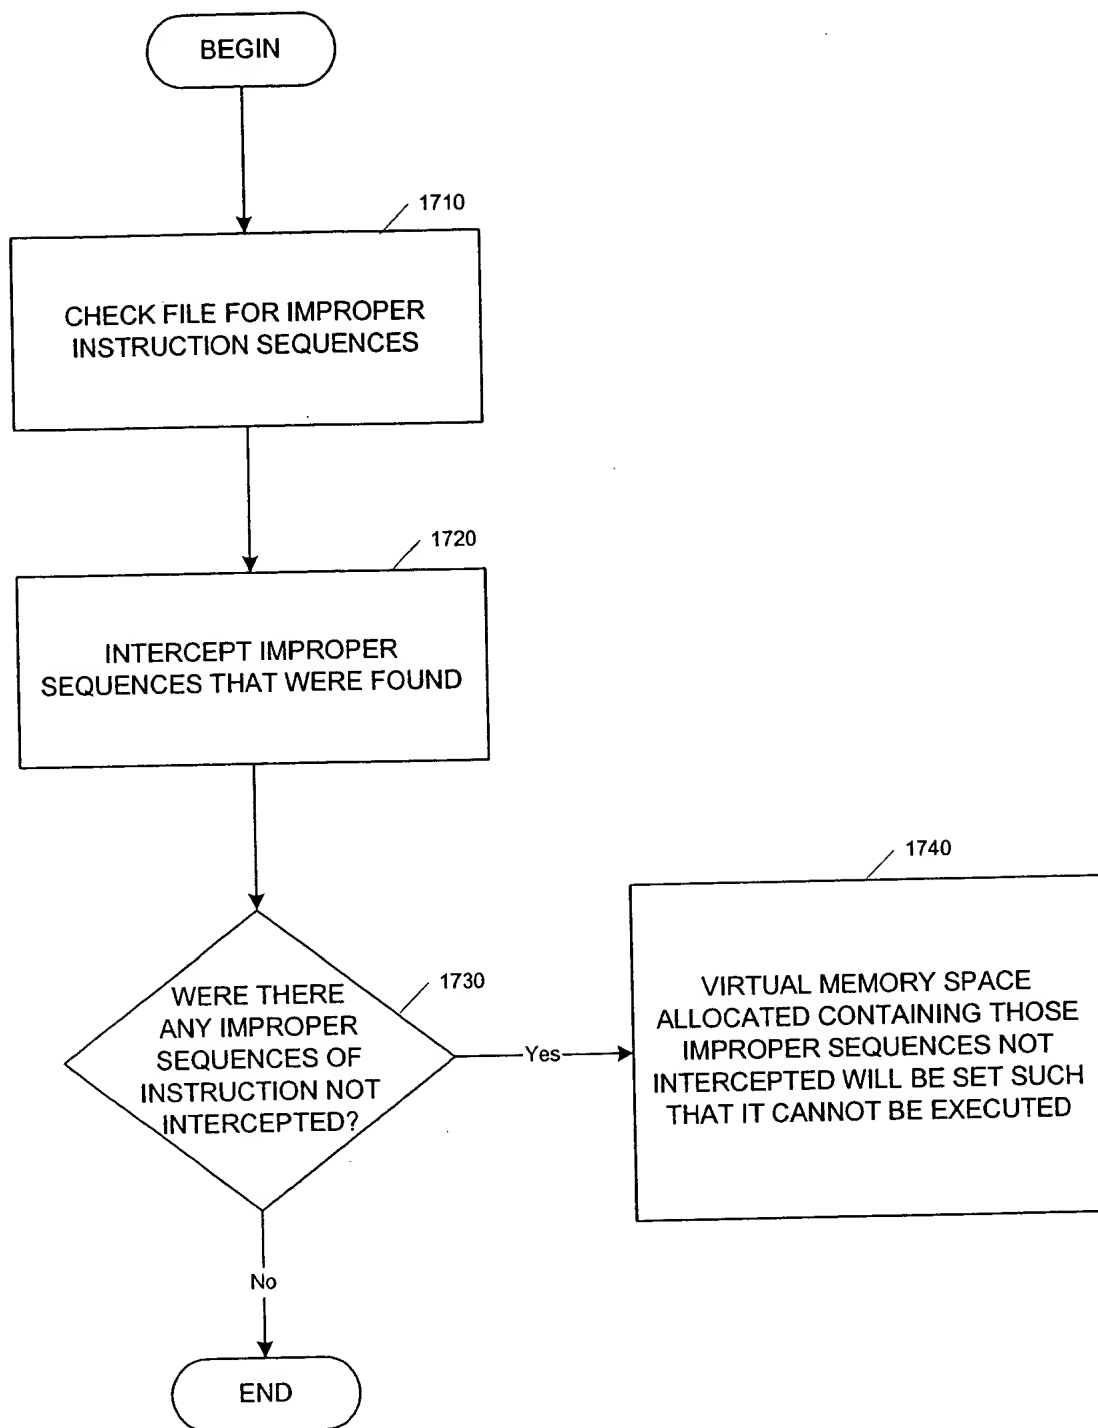 BEGIN
1710
CHECK FILE FOR IMPROPER
INSTRUCTION SEQUENCES
1720
INTERCEPT IMPROPER
SEQUENCES THAT WERE FOUND
1730
WERE THERE
ANY IMPROPER
SEQUENCES OF
INSTRUCTION NOT
INTERCEPTED?
Yes
1740
VIRTUAL MEMORY SPACE
ALLOCATED CONTAINING THOSE
IMPROPER SEQUENCES NOT
INTERCEPTED WILL BE SET SUCH
THAT IT CANNOT BE EXECUTED
No
END